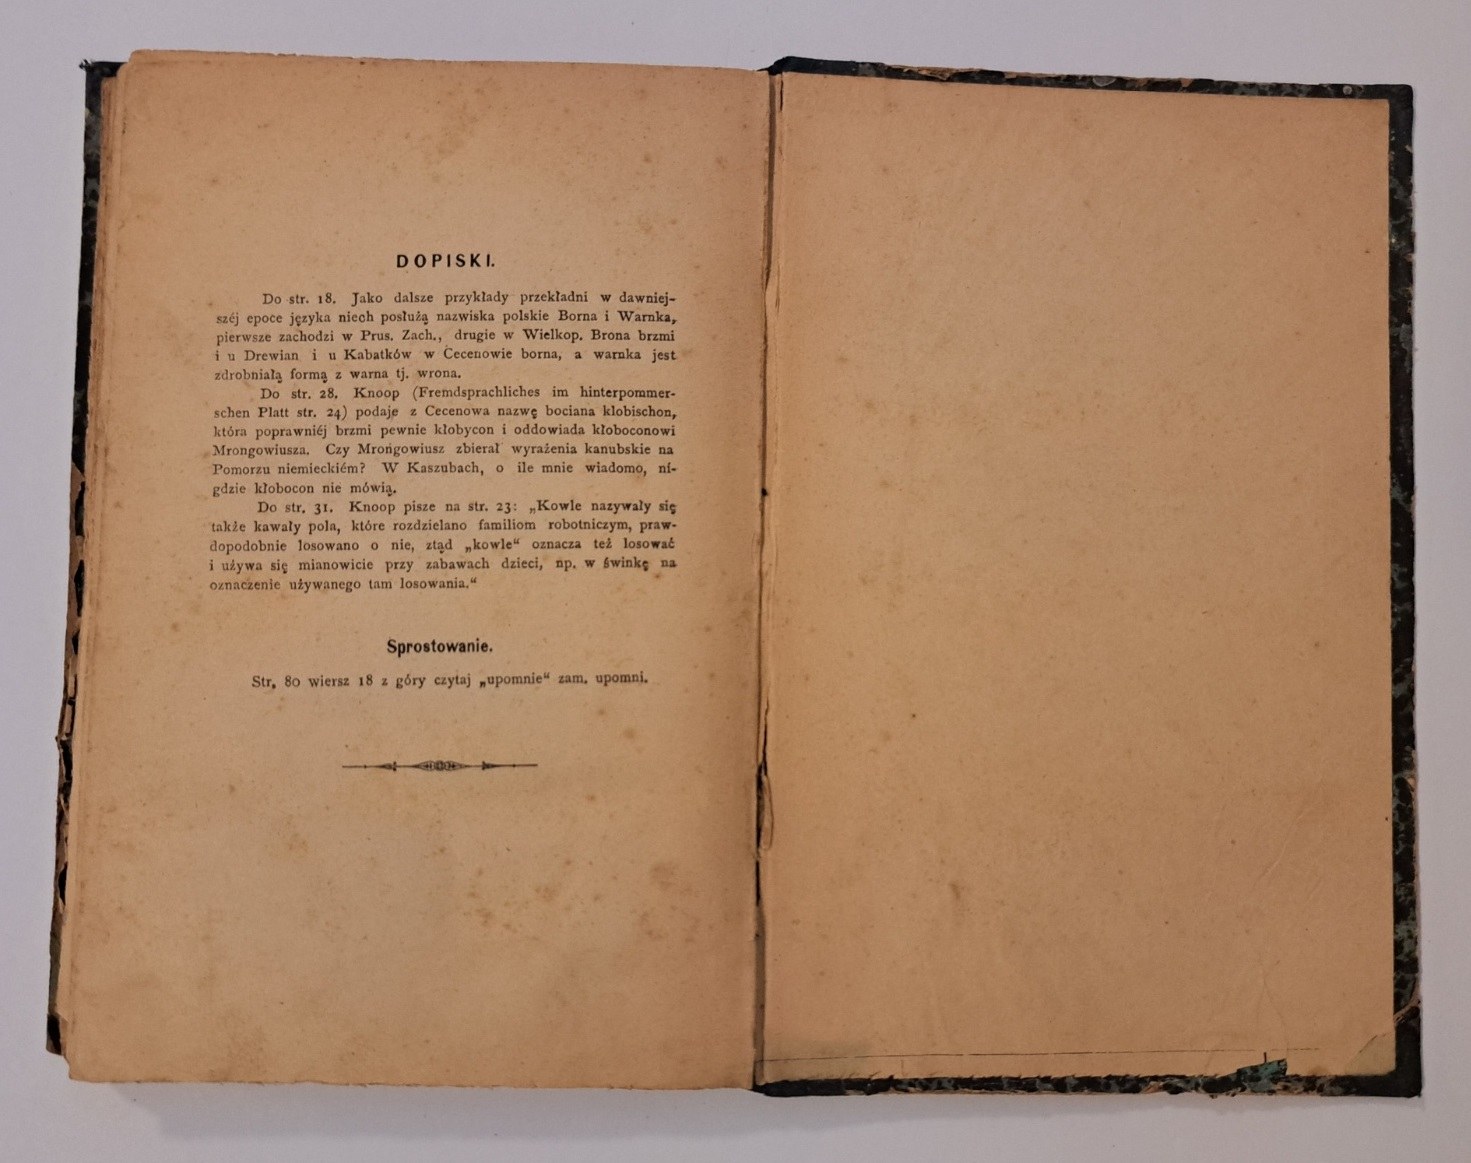 DOPISKI.
Do str. 18. Jako dalsze przykłady przekładni w dawniej-
széj epoce języka niech posłużą nazwiska polskie Borna i Warnka,
pierwsze zachodzi w Prus. Zach., drugie w Wielkop. Brona brzmi
i u Drewian i u Kabatków w Cecenowie borna, a warnka jest
zdrobniałą formą z warna tj. wrona.
Do str. 28. Knoop (Fremdsprachliches im hinterpommer-
schen Platt str. 24) podaje z Cecenowa nazwę bociana klobischon,
która poprawniéj brzmi pewnie kłobycon i oddowiada kłoboconowi
Mrongowiusza. Czy Mrongowiusz zbierał wyrażenia kanubskie na
Pomorzu niemieckiém? W Kaszubach, o ile mnie wiadomo, ni-
gdzie kłobocon nie mówią.
Do str. 31. Knoop pisze na str. 23: „Kowle nazywały się
także kawały pola, które rozdzielano familiom robotniczym, praw-
dopodobnie losowano o nie, ztąd „kowle“ oznacza też losować
i używa się mianowicie przy zabawach dzieci, np. w świnkę na
oznaczenie używanego tam losowania.“
Sprostowanie.
Str. 80 wiersz 18 z góry czytaj „upomnie“ zam. upomni.